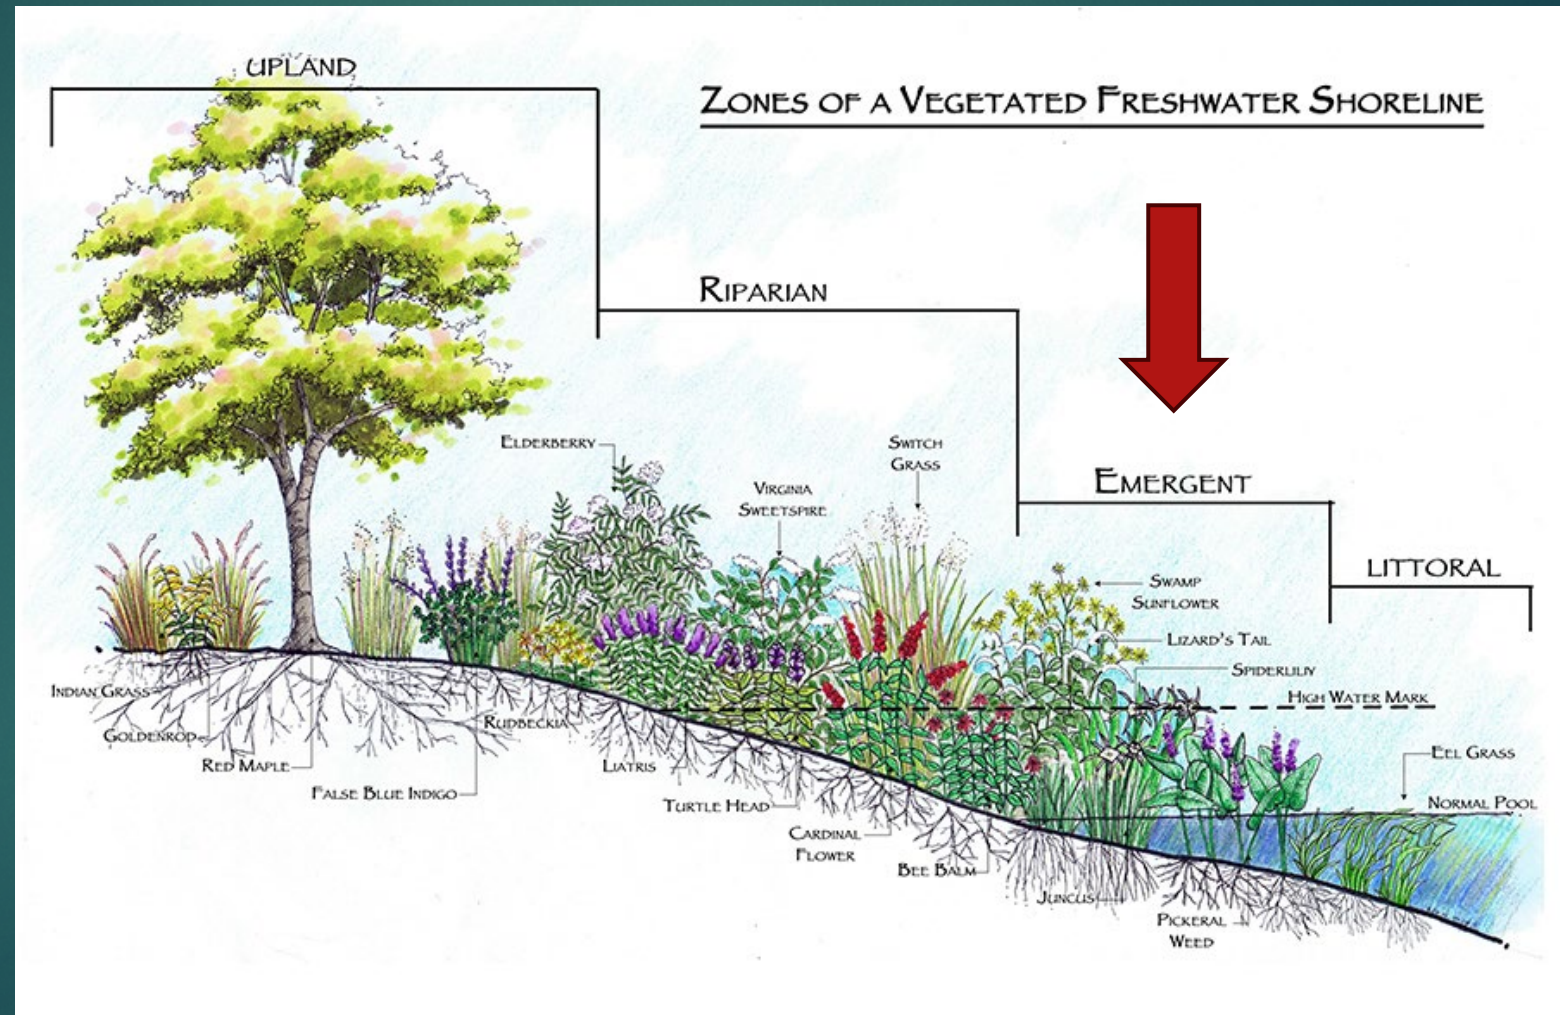 UPLAND
ZONES OF A VEGETATED FRESHWATER SHORELINE
RIPARIAN
ELDERBERRY
SWITCH
GRASS
VIRGINIA
SWEETSPIRE
EMERGENT
LITTORAL
SWAMP
SUNFLOWER
LIZARD'S TAIL
SPIDERLILIY
HIGH WATER MARK
INDIAN GRASS
GOLDENROD
RED MAPLE
FALSE BLUE INDIGO
RUDBECKIA
LIATRIS
TURTLE HEAD
CARDINAL
FLOWER
BEE BALM
JUNCUS
PICKERAL
WEED
EEL GRASS
NORMAL POOL